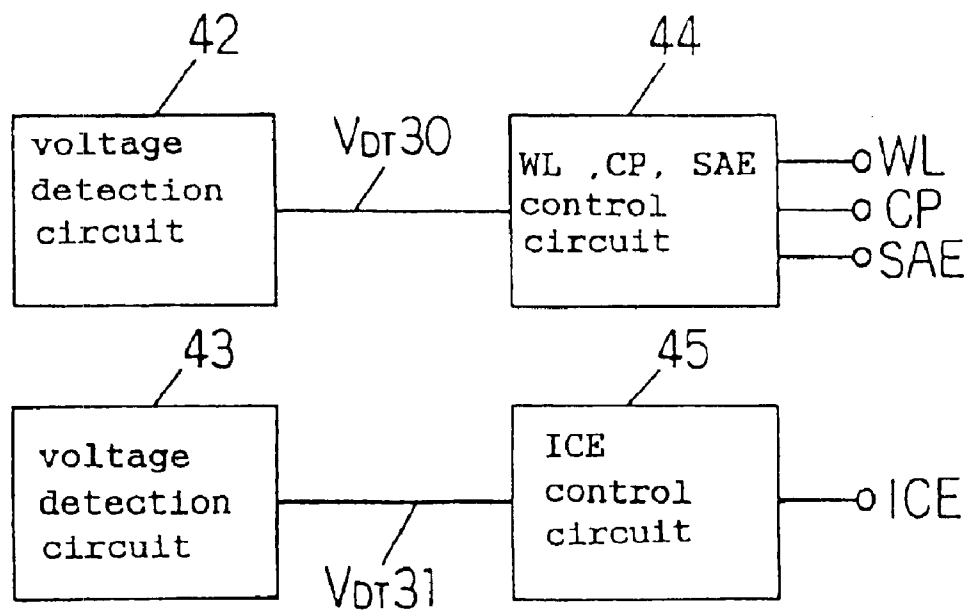 42
44
voltage
detection
circuit
VDT30
WL ,CP, SAE
control
circuit
WL
CP
SAE
43
45
voltage
detection
circuit
VDT31
ICE
control
circuit
ICE